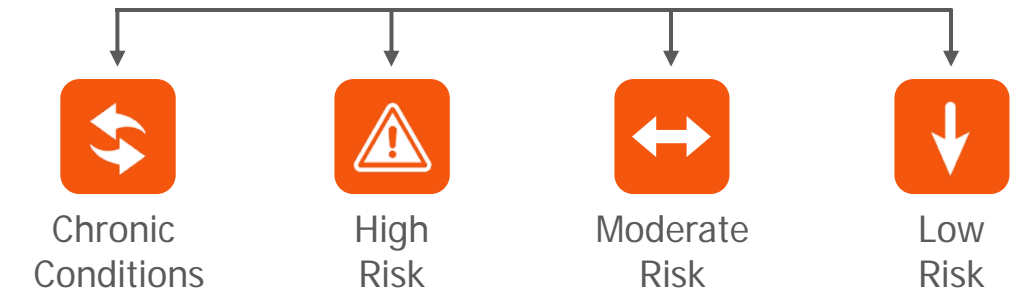 Chronic
Conditions
High
Risk
Moderate
Risk
Low
Risk